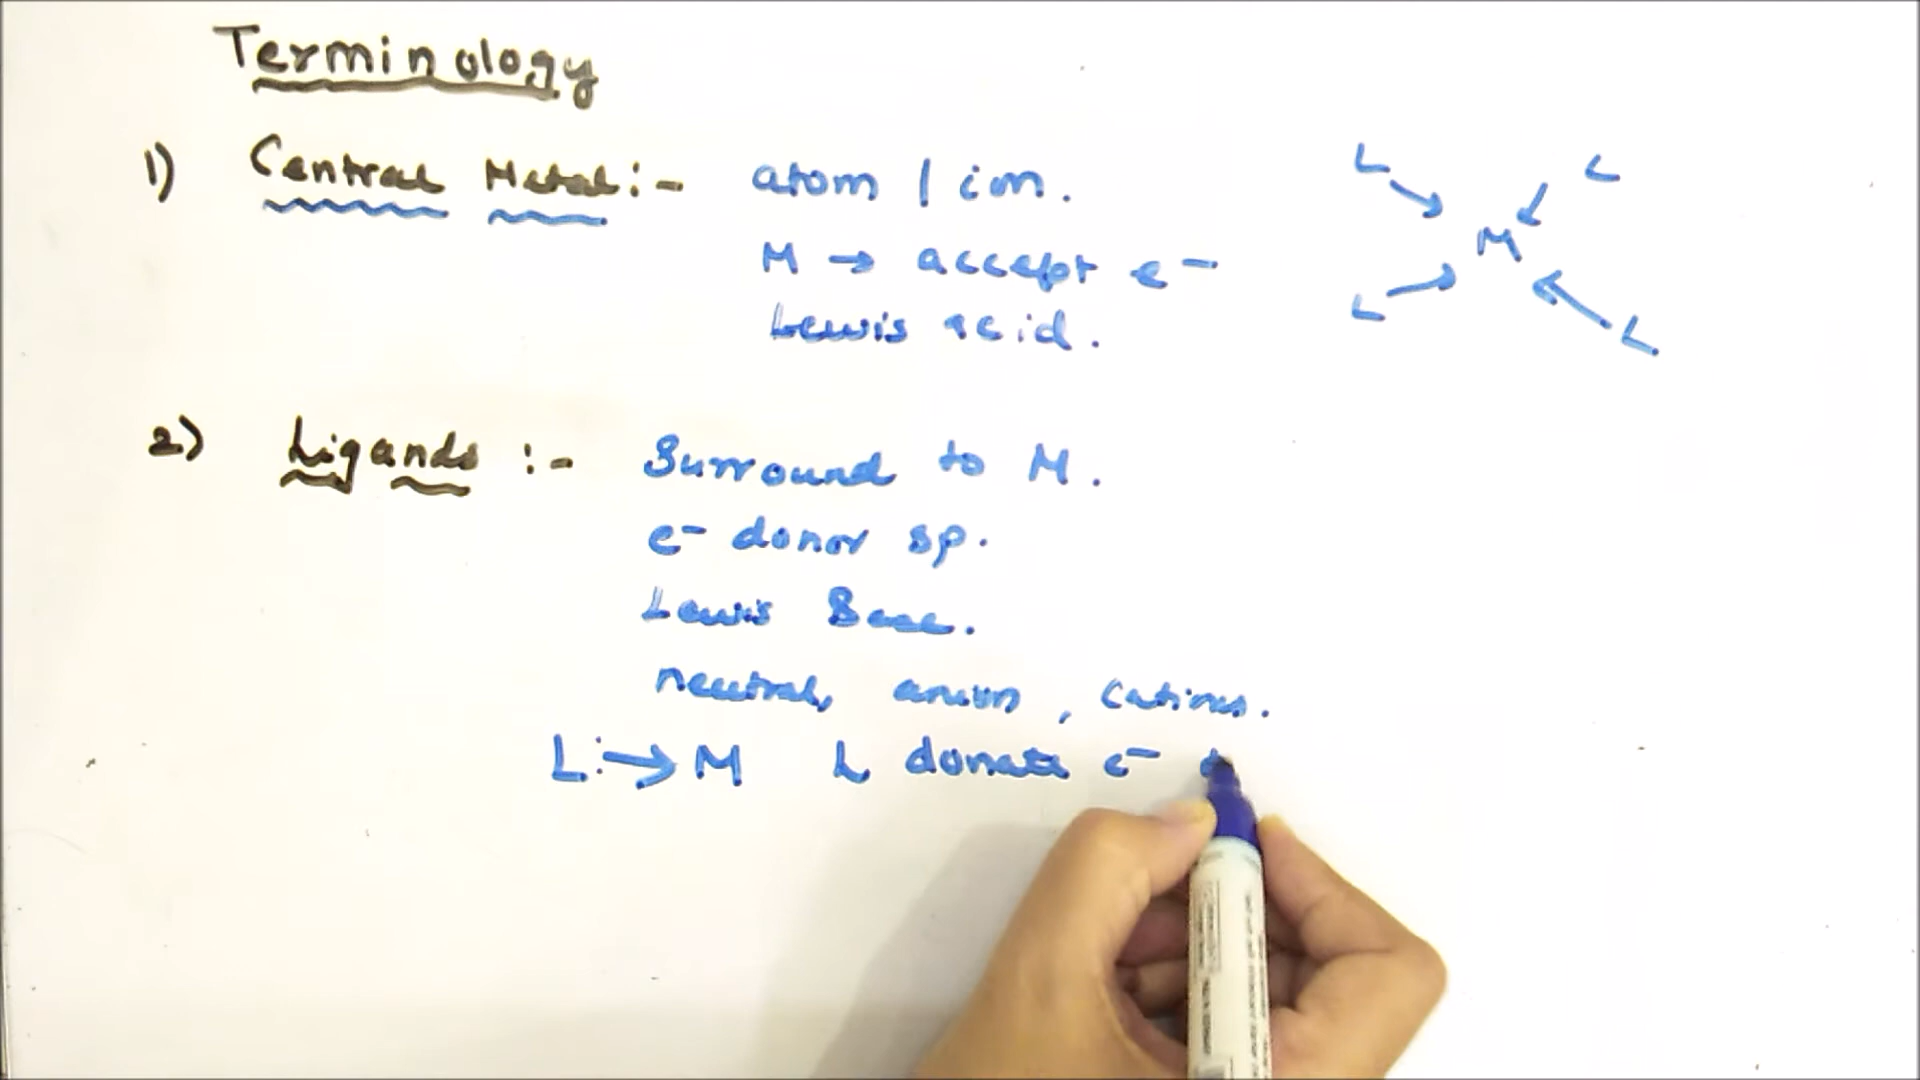 Terminology
1) Central Metal :- atom / ion.
M → accept e⁻
Lewis acid.
L L
M
L L
2) Ligands :- Surround to M.
e⁻ donor sp.
Lewis Base.
neutral, anion, Cations.
L: → M L donate e⁻